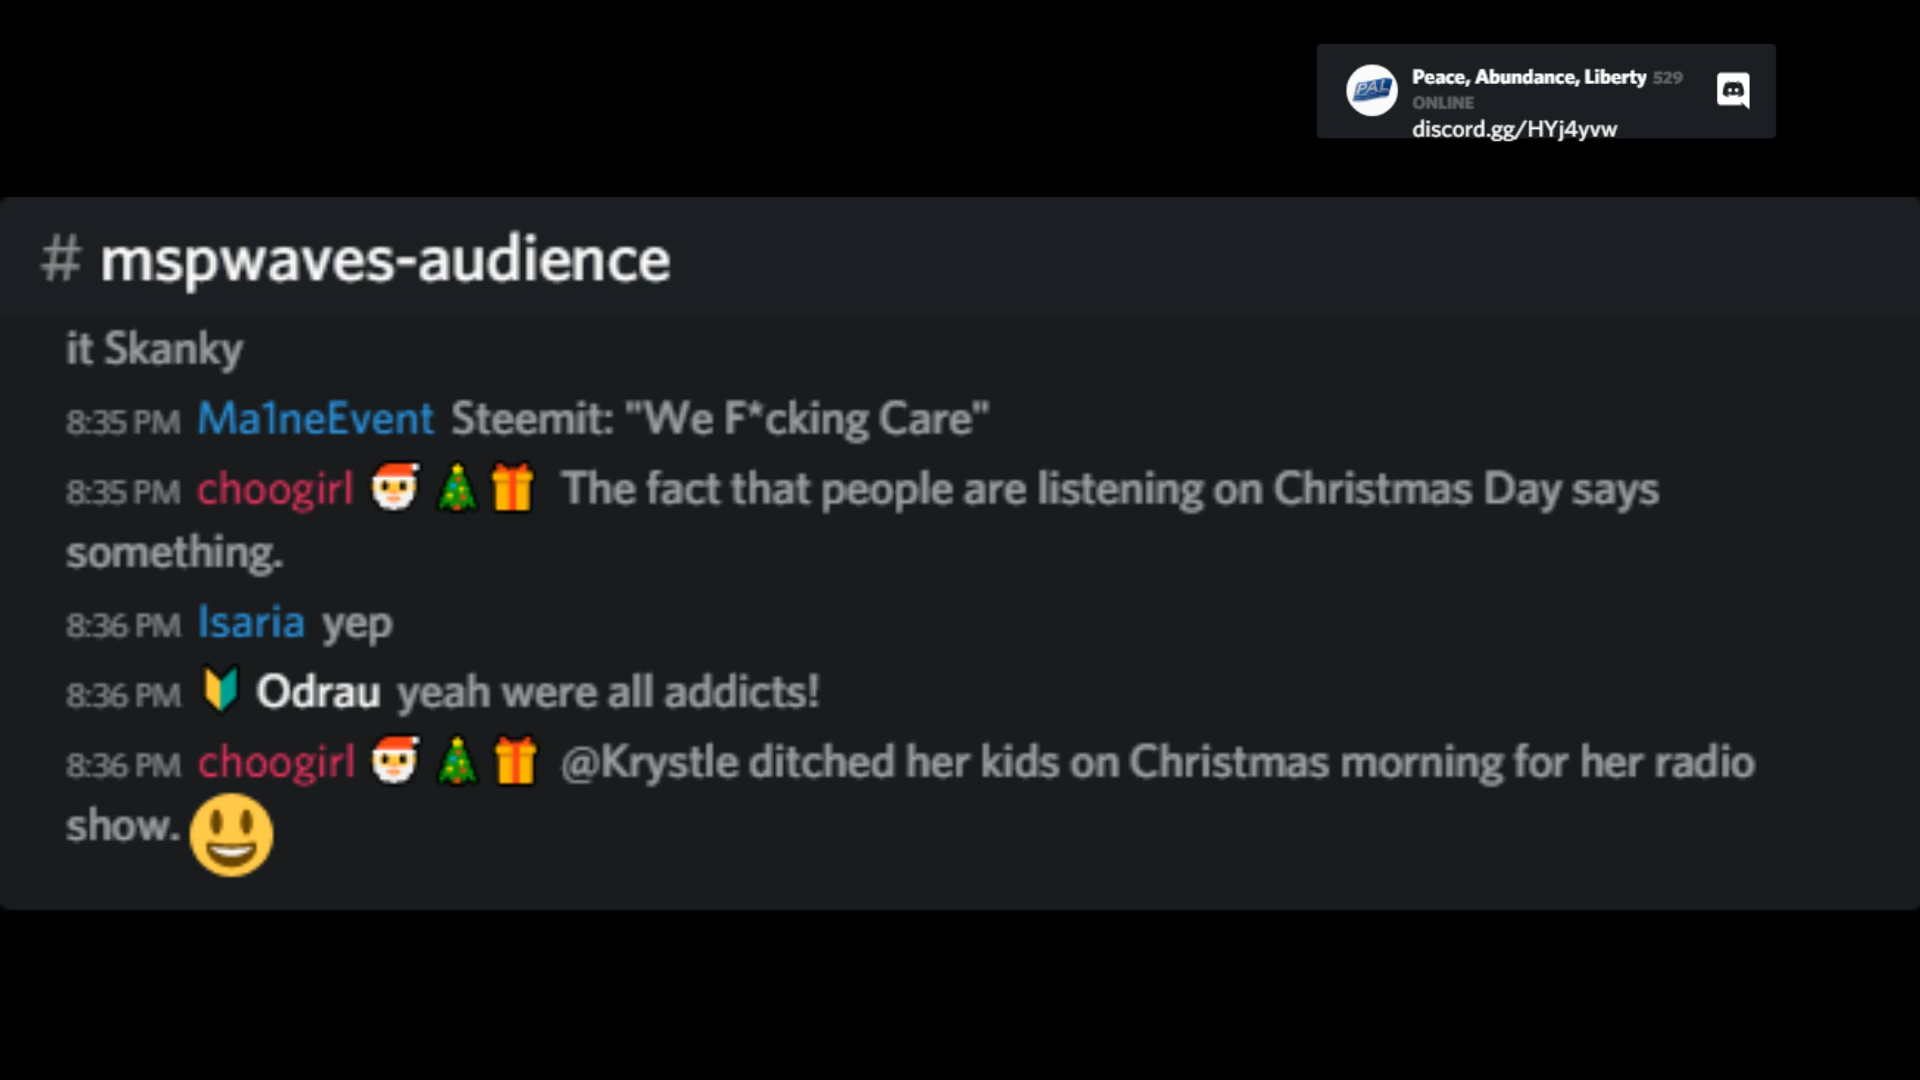 PAL Peace, Abundance, Liberty 529
ONLINE
discord.gg/HYj4yvw
# mspwaves-audience
it Skanky
8:35 PM Ma1neEvent Steemit: "We F*cking Care"
8:35 PM choogirl 🎅 🎄 🎁 The fact that people are listening on Christmas Day says
something.
8:36 PM Isaria yep
8:36 PM 🔰 Odrau yeah were all addicts!
8:36 PM choogirl 🎅 🎄 🎁 @Krystle ditched her kids on Christmas morning for her radio
show. 😃